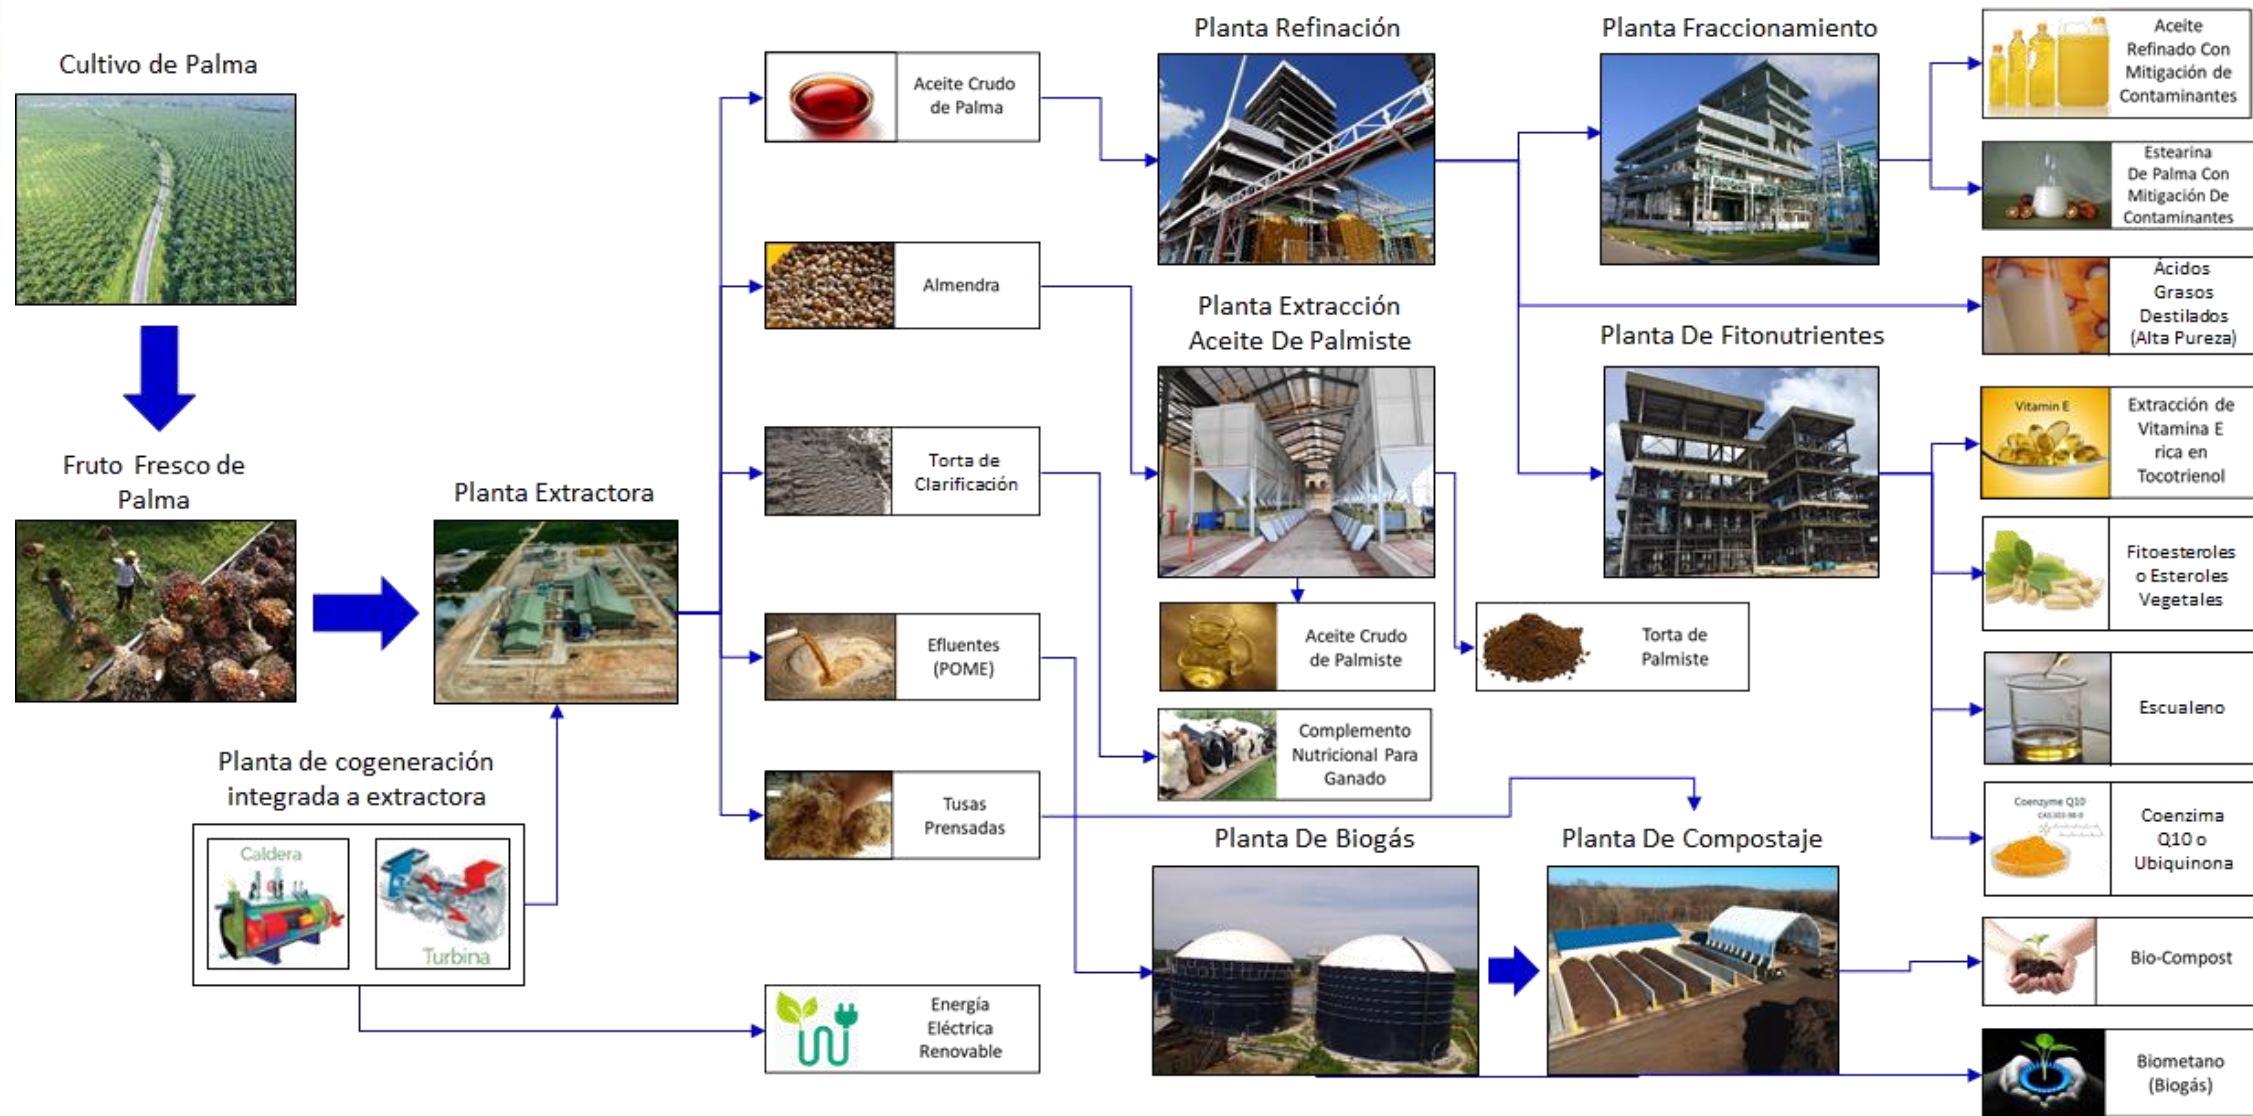 Cultivo de Palma
Fruto Fresco de
Palma
Planta Extractora
Planta de cogeneración
integrada a extractora
Caldera
Turbina
Aceite Crudo
de Palma
Almendra
Torta de
Clarificación
Efluentes
(POME)
Tusas
Prensadas
Energía
Eléctrica
Renovable
Planta Refinación
Planta Extracción
Aceite De Palmiste
Aceite Crudo
de Palmiste
Torta de
Palmiste
Complemento
Nutricional Para
Ganado
Planta De Biogás
Planta De Compostaje
Planta Fraccionamiento
Planta De Fitonutrientes
Aceite
Refinado Con
Mitigación de
Contaminantes
Estearina
De Palma Con
Mitigación De
Contaminantes
Ácidos
Grasos
Destilados
(Alta Pureza)
Vitamin E
Extracción de
Vitamina E
rica en
Tocotrienol
Fitoesteroles
o Esteroles
Vegetales
Escualeno
Coenzyme Q10
Coenzima
Q10 o
Ubiquinona
Bio-Compost
Biometano
(Biogás)